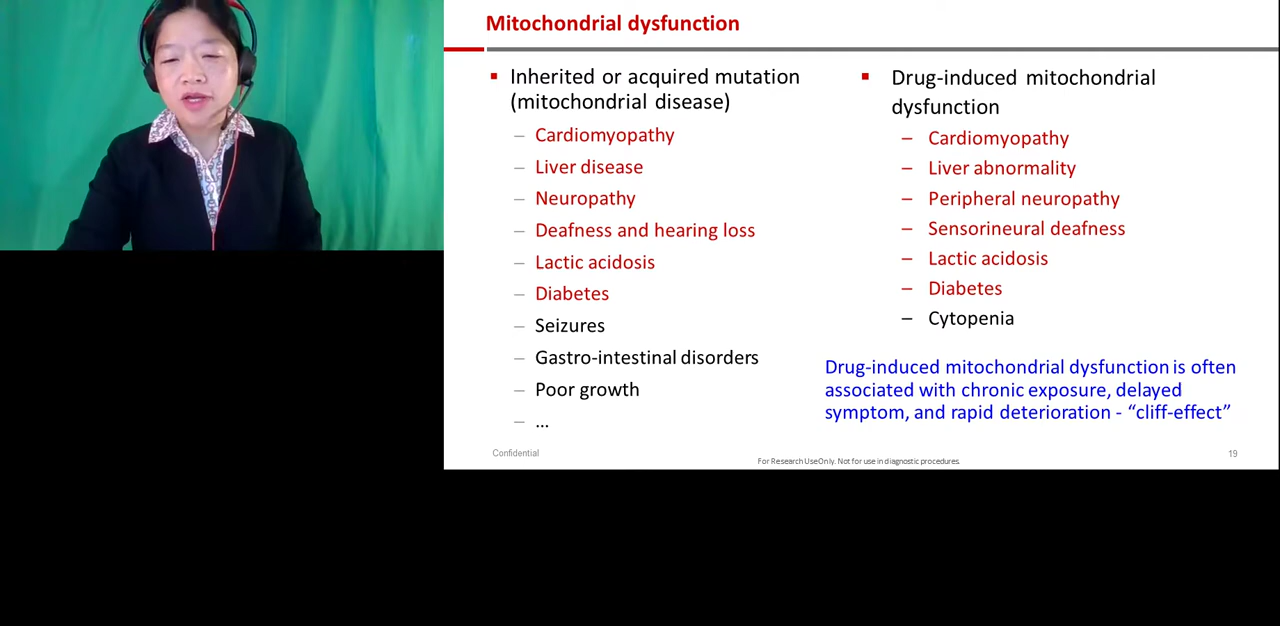 Mitochondrial dysfunction
▪ Inherited or acquired mutation
(mitochondrial disease)
– Cardiomyopathy
– Liver disease
– Neuropathy
– Deafness and hearing loss
– Lactic acidosis
– Diabetes
– Seizures
– Gastro-intestinal disorders
– Poor growth
– ...
▪ Drug-induced mitochondrial
dysfunction
– Cardiomyopathy
– Liver abnormality
– Peripheral neuropathy
– Sensorineural deafness
– Lactic acidosis
– Diabetes
– Cytopenia
Drug-induced mitochondrial dysfunction is often
associated with chronic exposure, delayed
symptom, and rapid deterioration - “cliff-effect”
Confidential
For Research UseOnly. Not for use in diagnostic procedures.
19